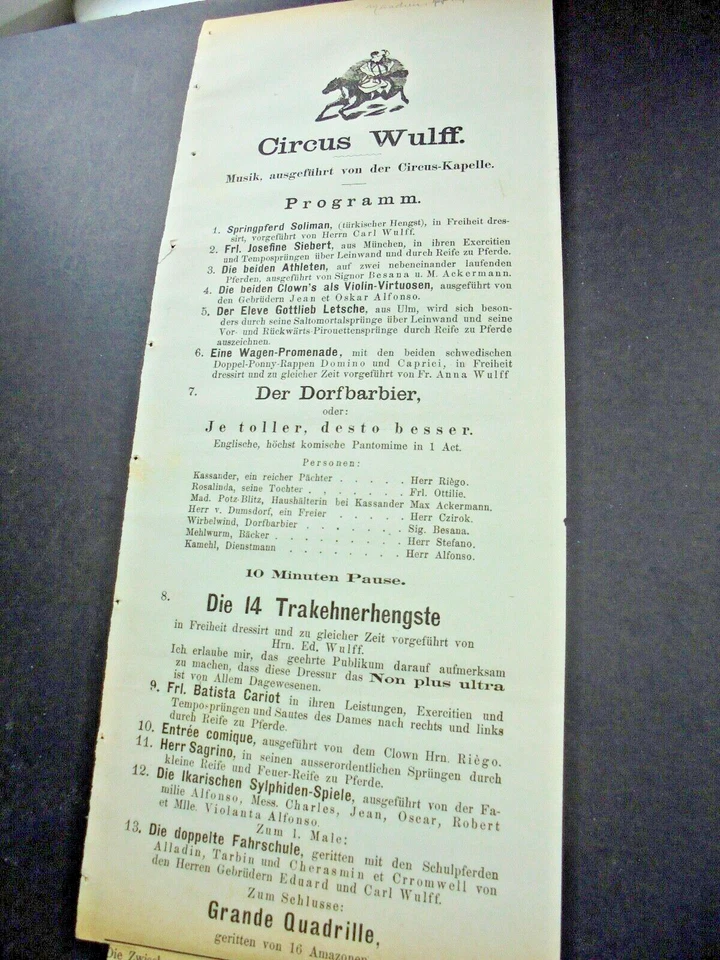 Circus Wulff.
Musik, ausgeführt von der Circus-Kapelle.
Programm.
1. Springpferd Soliman, (türkischer Hengst), in Freiheit dres-
sirt, vorgeführt von Herrn Carl Wulff.
2. Frl. Josefine Siebert, aus München, in ihren Exercitien
und Temposprüngen über Leinwand und durch Reife zu Pferde.
3. Die beiden Athleten, auf zwei nebeneinander laufenden
Pferden, ausgeführt von Signor Besana u. M. Ackermann.
4. Die beiden Clown's als Violin-Virtuosen, ausgeführt von
den Gebrüdern Jean et Oskar Alfonso.
5. Der Eleve Gottlieb Letsche, aus Ulm, wird sich beson-
ders durch seine Saltomortalsprünge über Leinwand und seine
Vor- und Rückwärts-Pirouettensprünge durch Reife zu Pferde
auszeichnen.
6. Eine Wagen-Promenade, mit den beiden schwedischen
Doppel-Ponny-Rappen Domino und Caprici, in Freiheit
dressirt und zu gleicher Zeit vorgeführt von Fr. Anna Wulff
7. Der Dorfbarbier,
oder:
Je toller, desto besser.
Englische, höchst komische Pantomime in 1 Act.
Personen:
Kassander, ein reicher Pächter . . . . . Herr Riègo.
Rosalinda, seine Tochter . . . . . . . Frl. Ottilie.
Mad. Potz-Blitz, Haushälterin bei Kassander Max Ackermann.
Herr v. Dumsdorf, ein Freier . . . . . Herr Czirok.
Wirbelwind, Dorfbarbier . . . . . . . Sig. Besana.
Mehlwurm, Bäcker . . . . . . . . . Herr Stefano.
Kamehl, Dienstmann . . . . . . . . Herr Alfonso.
10 Minuten Pause.
8. Die 14 Trakehnerhengste
in Freiheit dressirt und zu gleicher Zeit vorgeführt von
Hrn. Ed. Wulff.
Ich erlaube mir, das geehrte Publikum darauf aufmerksam
zu machen, dass diese Dressur das Non plus ultra
ist von Allem Dagewesenen.
9. Frl. Batista Cariot in ihren Leistungen, Exercitien und
Temposprüngen und Sautes des Dames nach rechts und links
durch Reife zu Pferde.
10. Entrée comique, ausgeführt von dem Clown Hrn. Riègo.
11. Herr Sagrino, in seinen ausserordentlichen Sprüngen durch
kleine Reife und Feuer-Reife zu Pferde.
12. Die Ikarischen Sylphiden-Spiele, ausgeführt von der Fa-
milie Alfonso, Mess. Charles, Jean, Oscar, Robert
et Mlle. Violanta Alfonso.
Zum 1. Male:
13. Die doppelte Fahrschule, geritten mit den Schulpferden
Alladin, Tarbin und Cherasmin et Crromwell von
den Herren Gebrüdern Eduard und Carl Wulff.
Zum Schlusse:
Grande Quadrille,
geritten von 16 Amazonen
Die